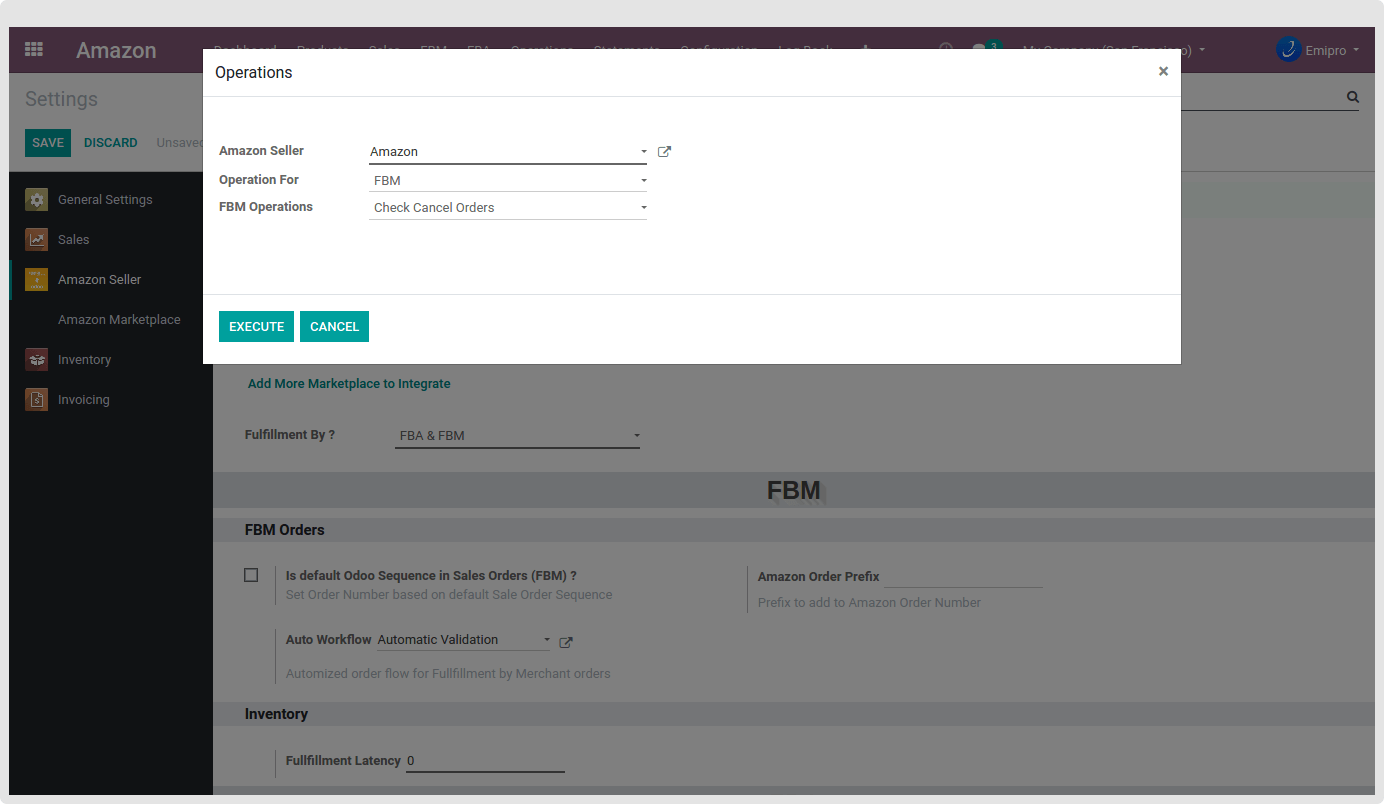 Amazon
3
Emipro
Operations
×
Settings
SAVE DISCARD Unsaved
Amazon Seller Amazon
Operation For FBM
FBM Operations Check Cancel Orders
EXECUTE CANCEL
General Settings
Sales
Amazon Seller
Amazon Marketplace
Inventory
Invoicing
Add More Marketplace to Integrate
Fulfillment By ? FBA & FBM
FBM
FBM Orders
Is default Odoo Sequence in Sales Orders (FBM) ?
Set Order Number based on default Sale Order Sequence
Amazon Order Prefix
Prefix to add to Amazon Order Number
Auto Workflow Automatic Validation
Automized order flow for Fullfillment by Merchant orders
Inventory
Fullfillment Latency 0